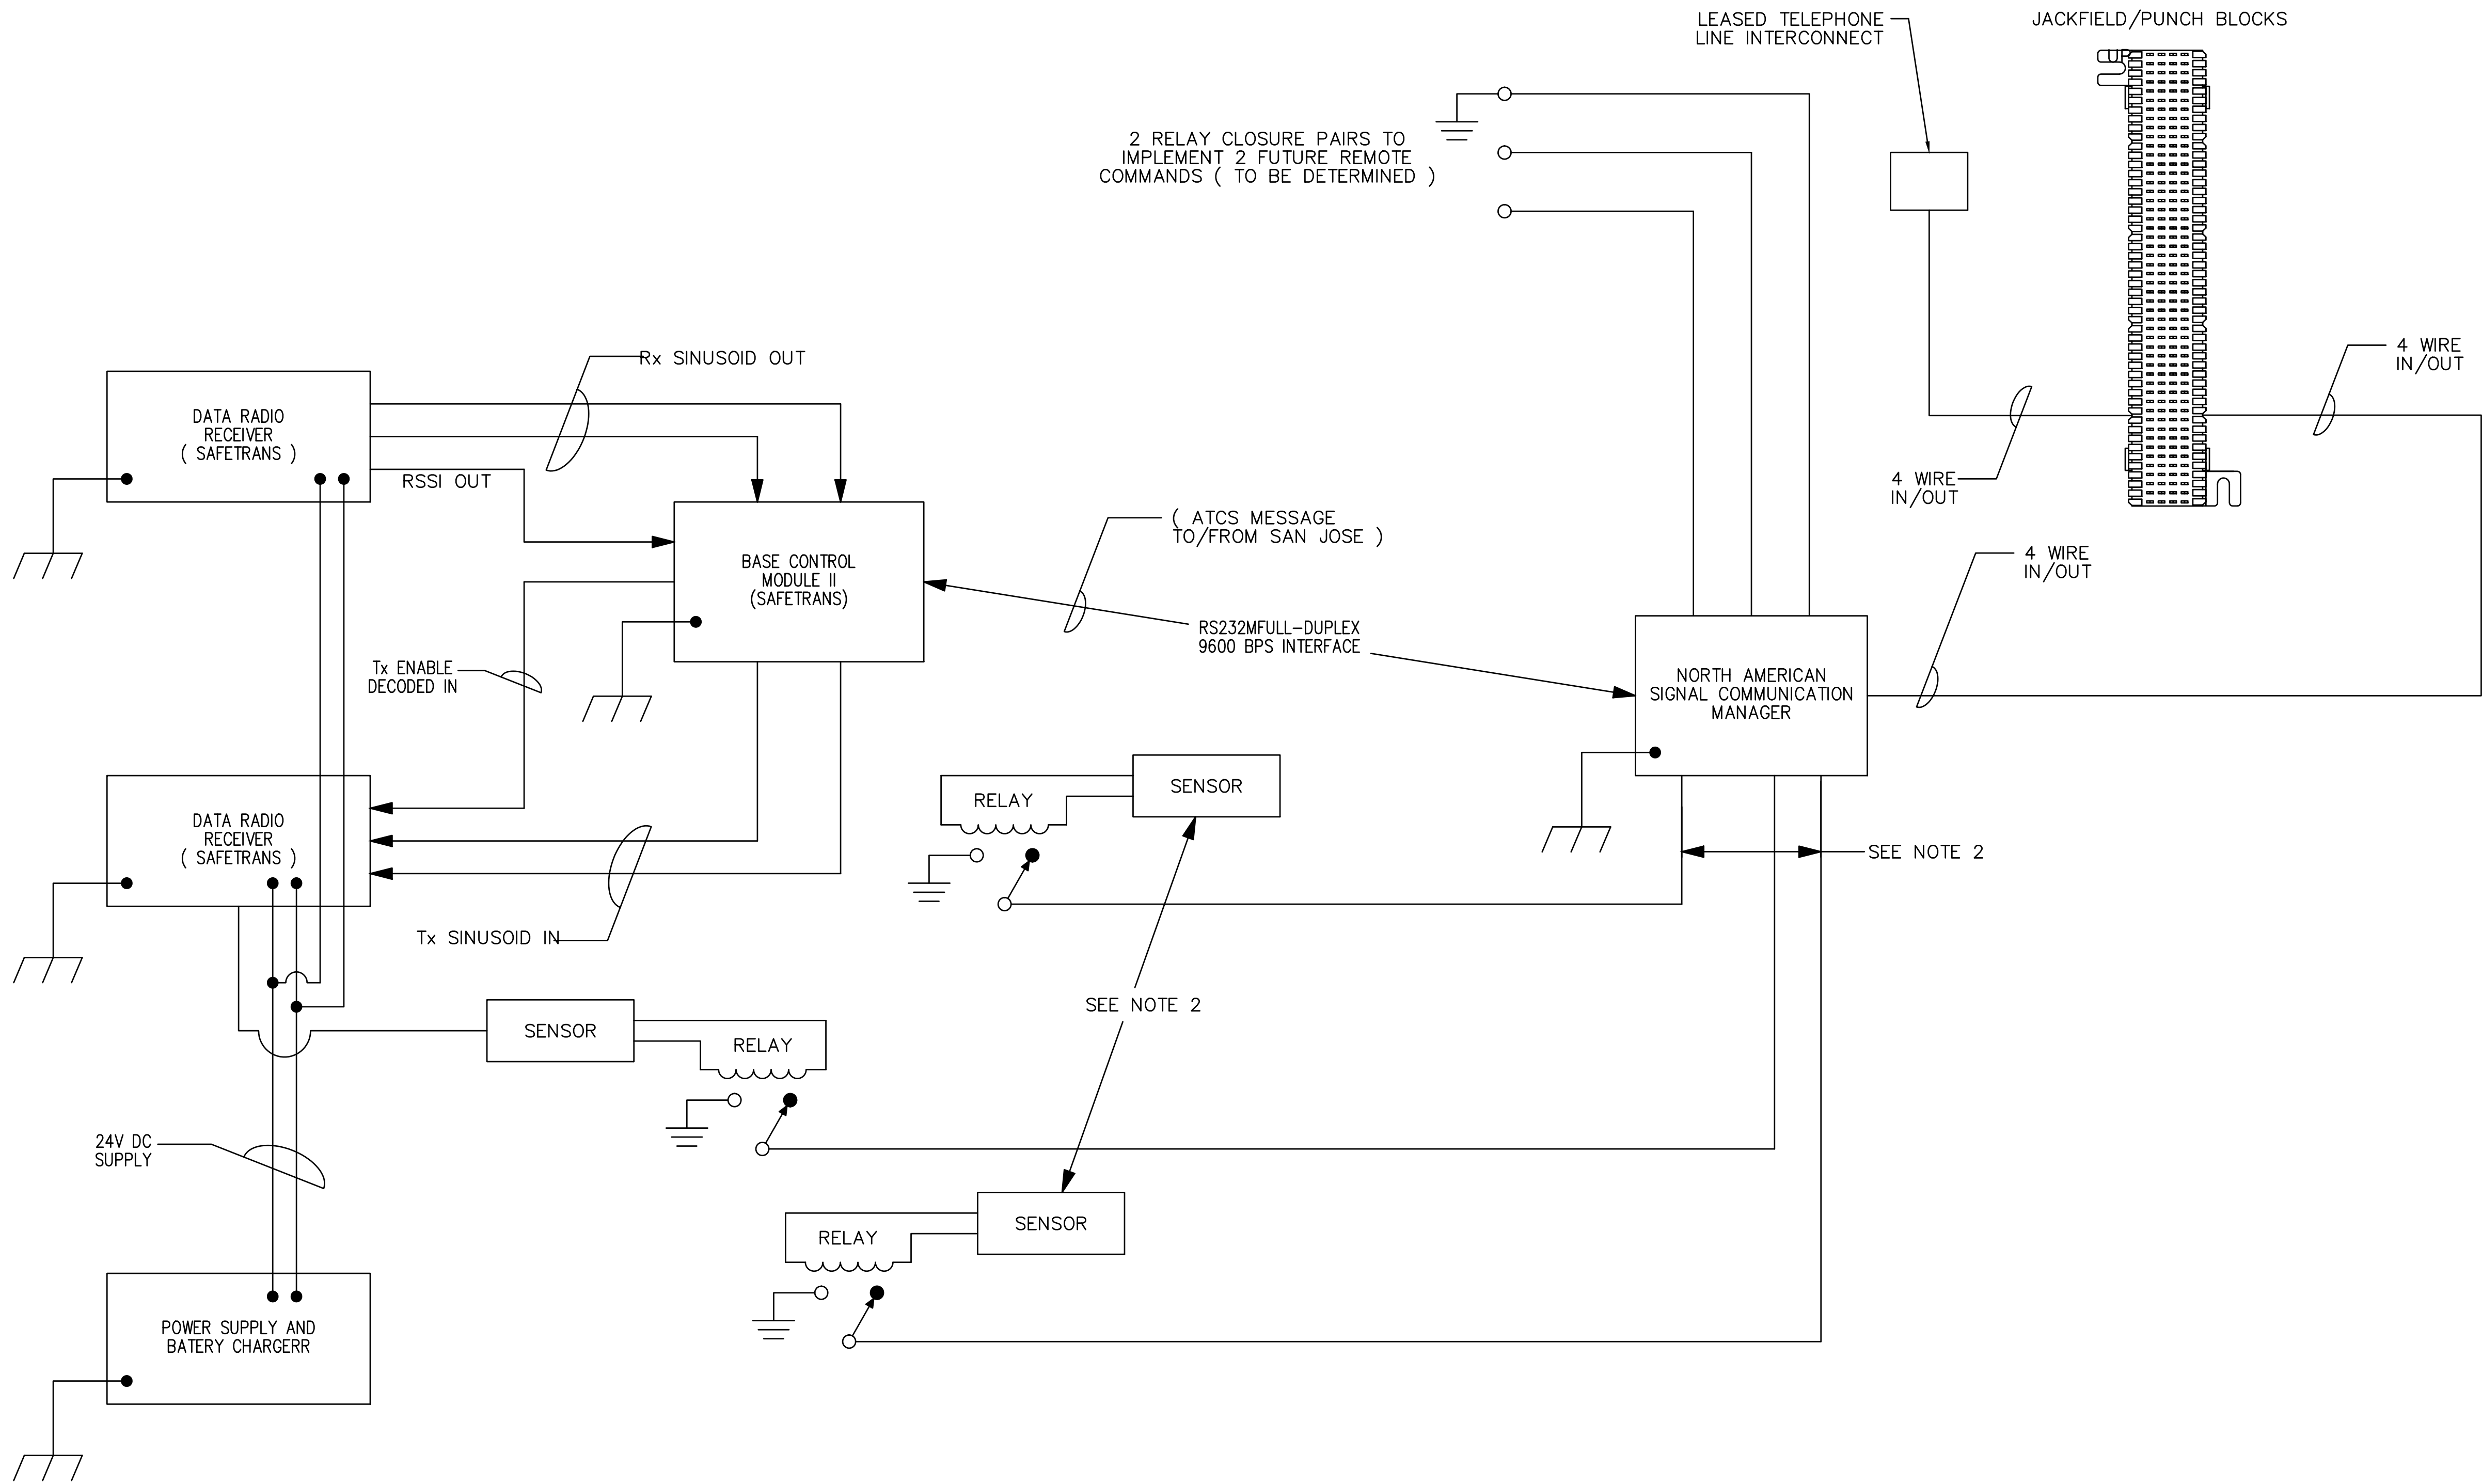 LEASED TELEPHONE
LINE INTERCONNECT
JACKFIELD/PUNCH BLOCKS
2 RELAY CLOSURE PAIRS TO
IMPLEMENT 2 FUTURE REMOTE
COMMANDS ( TO BE DETERMINED )
4 WIRE
IN/OUT
Rx SINUSOID OUT
DATA RADIO
RECEIVER
( SAFETRANS )
RSSI OUT
4 WIRE
IN/OUT
( ATCS MESSAGE
TO/FROM SAN JOSE )
BASE CONTROL
MODULE II
(SAFETRANS)
4 WIRE
IN/OUT
RS232MFULL-DUPLEX
9600 BPS INTERFACE
Tx ENABLE
DECODED IN
NORTH AMERICAN
SIGNAL COMMUNICATION
MANAGER
SENSOR
RELAY
DATA RADIO
RECEIVER
( SAFETRANS )
SEE NOTE 2
Tx SINUSOID IN
SEE NOTE 2
SENSOR
RELAY
24V DC
SUPPLY
SENSOR
RELAY
POWER SUPPLY AND
BATERY CHARGERR